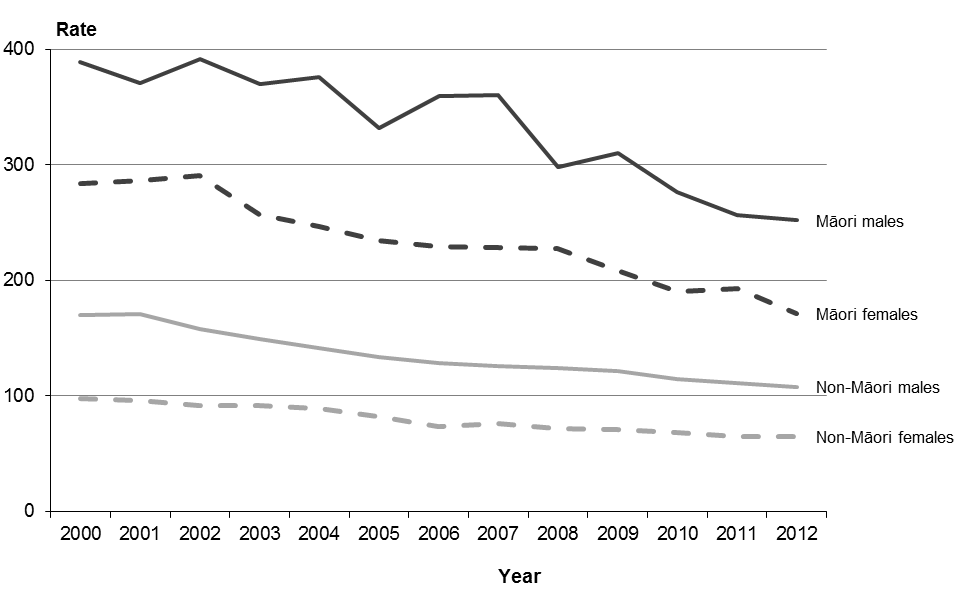 Rate
400
300
200
100
0
Māori males
Māori females
Non-Māori males
Non-Māori females
2000 2001 2002 2003 2004 2005 2006 2007 2008 2009 2010 2011 2012
Year